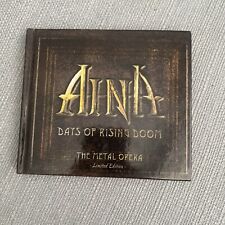 AINA
DAYS OF RISING DOOM
THE METAL OPERA
- Limited Edition -